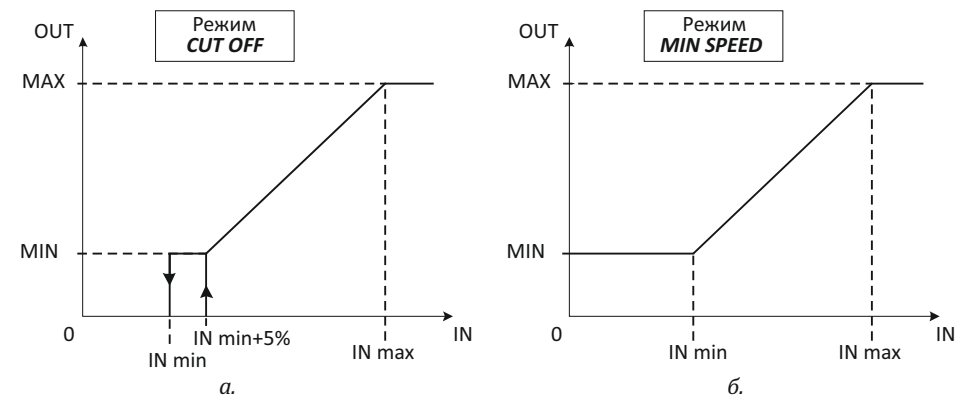 OUT
Режим
CUT OFF
MAX
MIN
0
IN min
IN min+5%
IN max
IN
а.
OUT
Режим
MIN SPEED
MAX
MIN
0
IN min
IN max
IN
б.